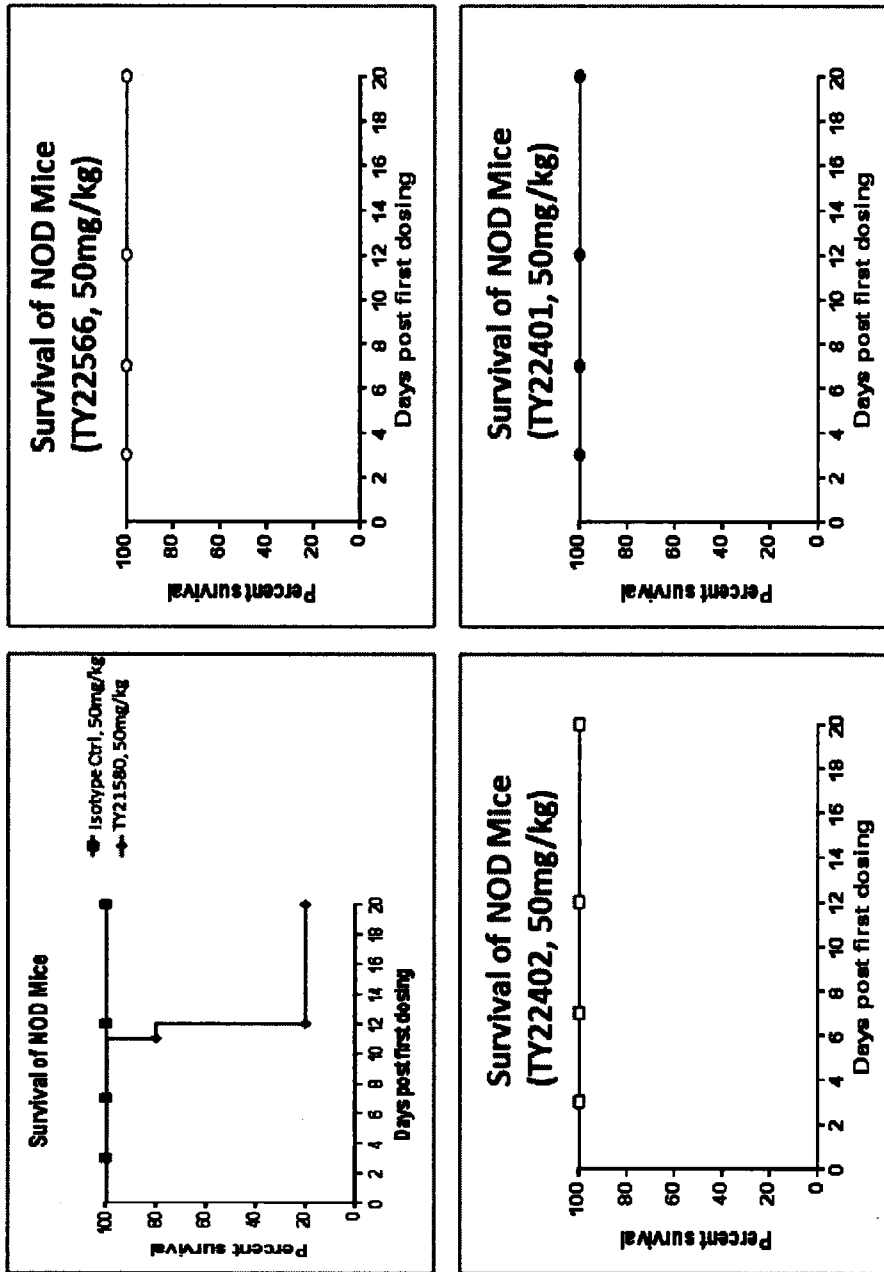 Survival of NOD Mice
Isotype Ctrl, 50mg/kg
TY21580, 50mg/kg
Percent survival
100
80
60
40
20
0
0 2 4 6 8 10 12 14 16 18 20
Days post first dosing
Survival of NOD Mice
(TY22566, 50mg/kg)
Percent survival
100
80
60
40
20
0
0 2 4 6 8 10 12 14 16 18 20
Days post first dosing
Survival of NOD Mice
(TY22402, 50mg/kg)
Percent survival
100
80
60
40
20
0
0 2 4 6 8 10 12 14 16 18 20
Days post first dosing
Survival of NOD Mice
(TY22401, 50mg/kg)
Percent survival
100
80
60
40
20
0
0 2 4 6 8 10 12 14 16 18 20
Days post first dosing